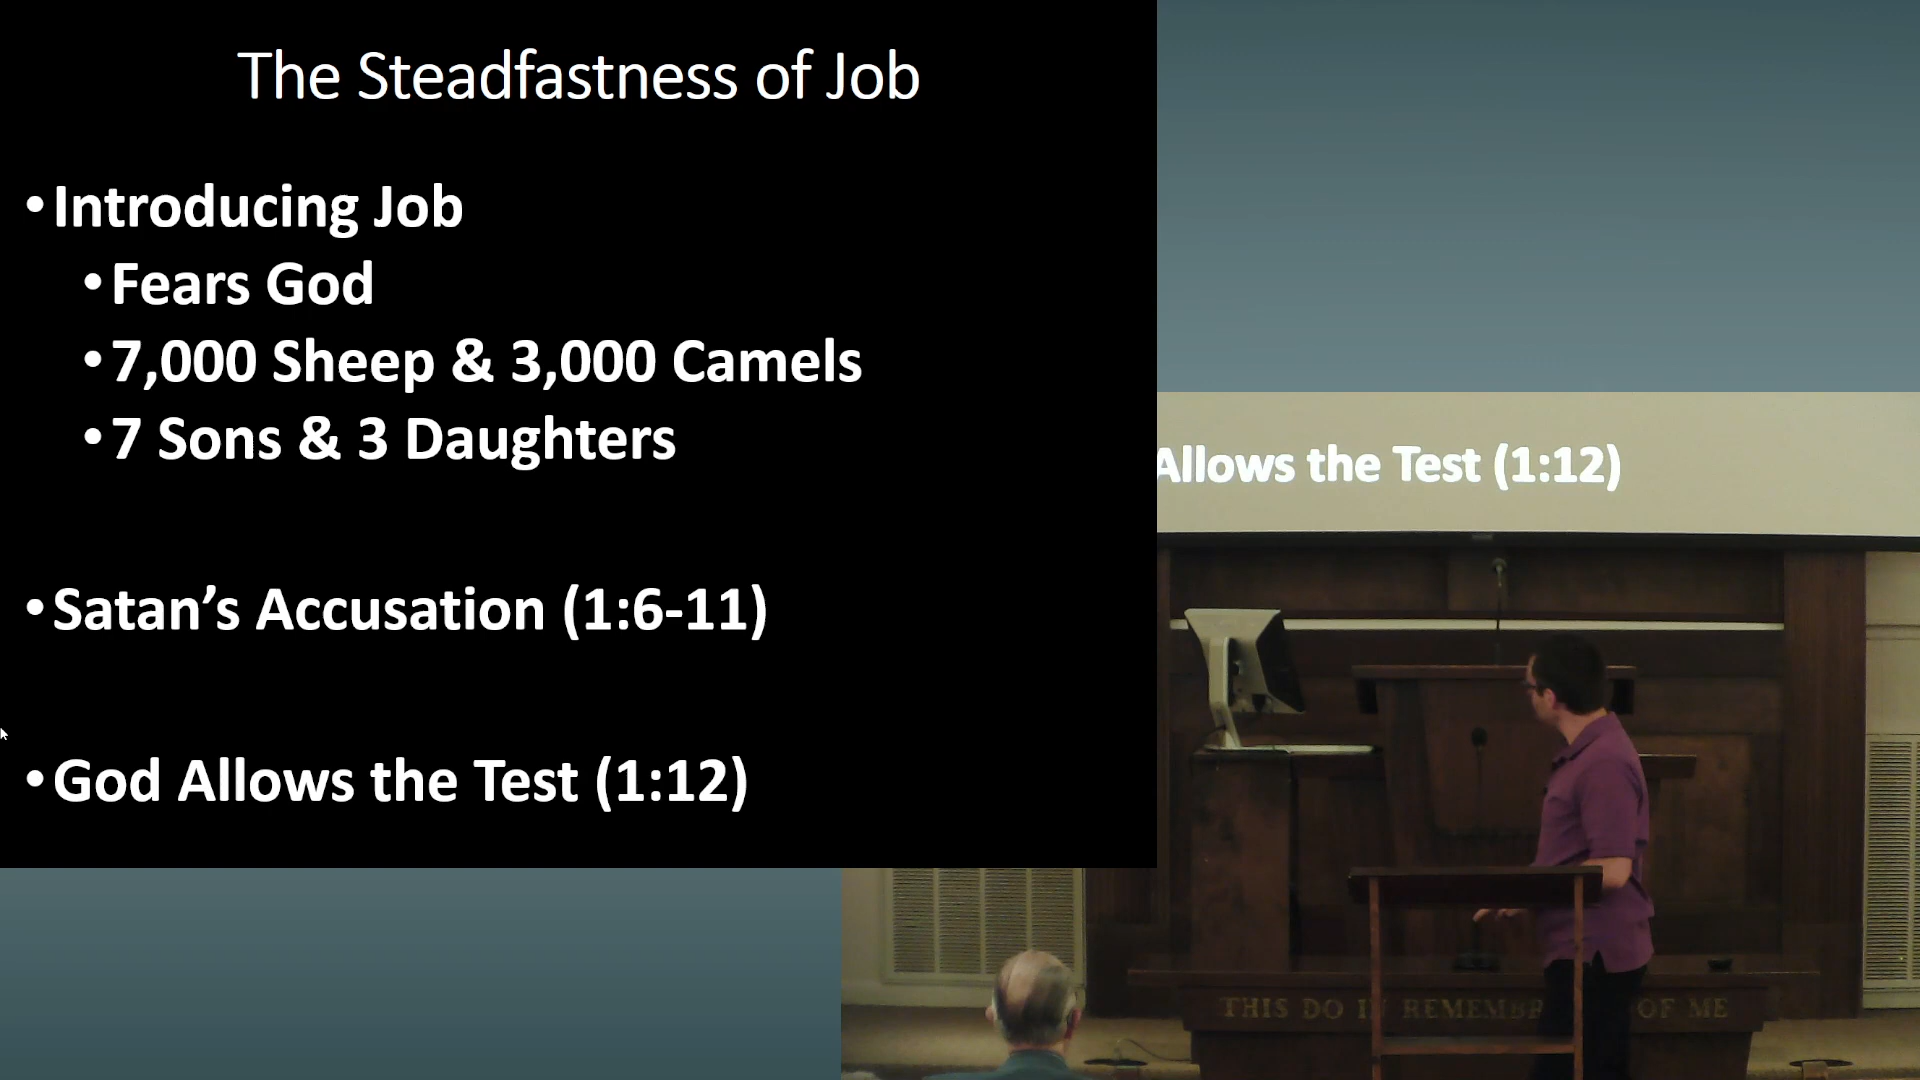 The Steadfastness of Job
•Introducing Job
•Fears God
•7,000 Sheep & 3,000 Camels
•7 Sons & 3 Daughters
•Satan’s Accusation (1:6-11)
•God Allows the Test (1:12)
Allows the Test (1:12)
THIS DO IN REMEMBR OF ME